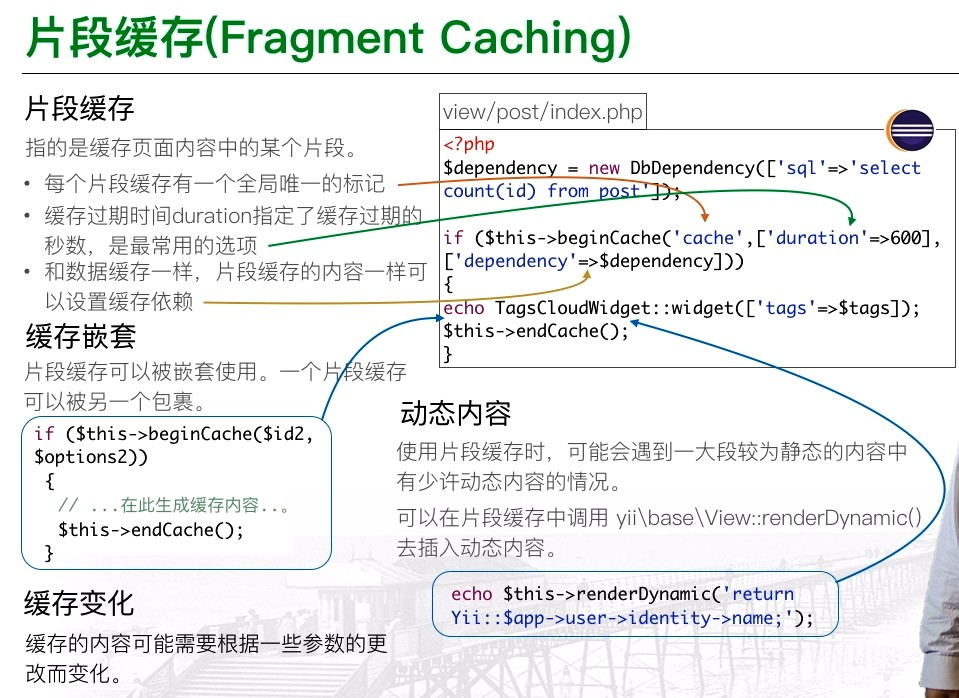 片段缓存(Fragment Caching)
片段缓存
指的是缓存页面内容中的某个片段。
• 每个片段缓存有一个全局唯一的标记
• 缓存过期时间duration指定了缓存过期的
秒数，是最常用的选项
• 和数据缓存一样，片段缓存的内容一样可
以设置缓存依赖
缓存嵌套
片段缓存可以被嵌套使用。一个片段缓存
可以被另一个包裹。
if ($this->beginCache($id2,
$options2))
{
// ...在此生成缓存内容..。
$this->endCache();
}
缓存变化
缓存的内容可能需要根据一些参数的更
改而变化。
view/post/index.php
<?php
$dependency = new DbDependency(['sql'=>'select
count(id) from post']);
if ($this->beginCache('cache',['duration'=>600],
['dependency'=>$dependency]))
{
echo TagsCloudWidget::widget(['tags'=>$tags]);
$this->endCache();
}
动态内容
使用片段缓存时，可能会遇到一大段较为静态的内容中
有少许动态内容的情况。
可以在片段缓存中调用 yii\base\View::renderDynamic()
去插入动态内容。
echo $this->renderDynamic('return
Yii::$app->user->identity->name;');